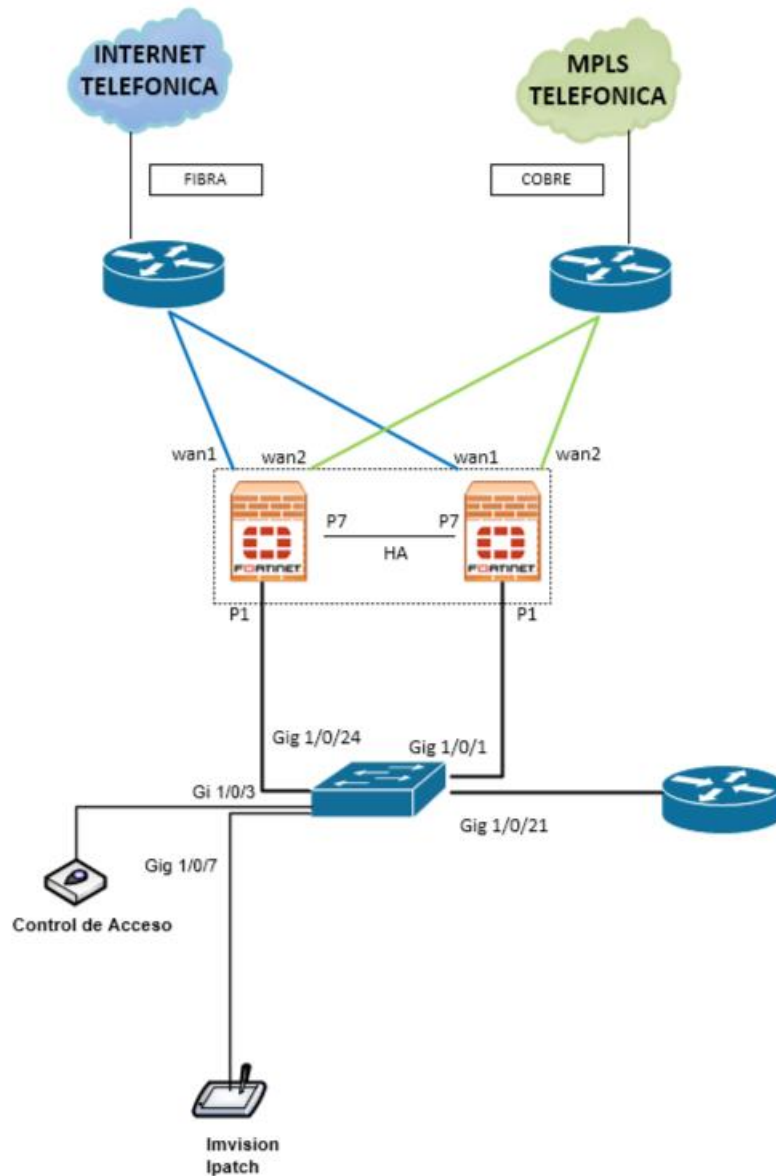 INTERNET
TELEFONICA
MPLS
TELEFONICA
FIBRA
COBRE
wan1
wan2
wan1
wan2
P7
P7
HA
FORTINET
FORTINET
P1
P1
Gig 1/0/24
Gig 1/0/1
Gi 1/0/3
Gig 1/0/21
Gig 1/0/7
Control de Acceso
Imvision
Ipatch